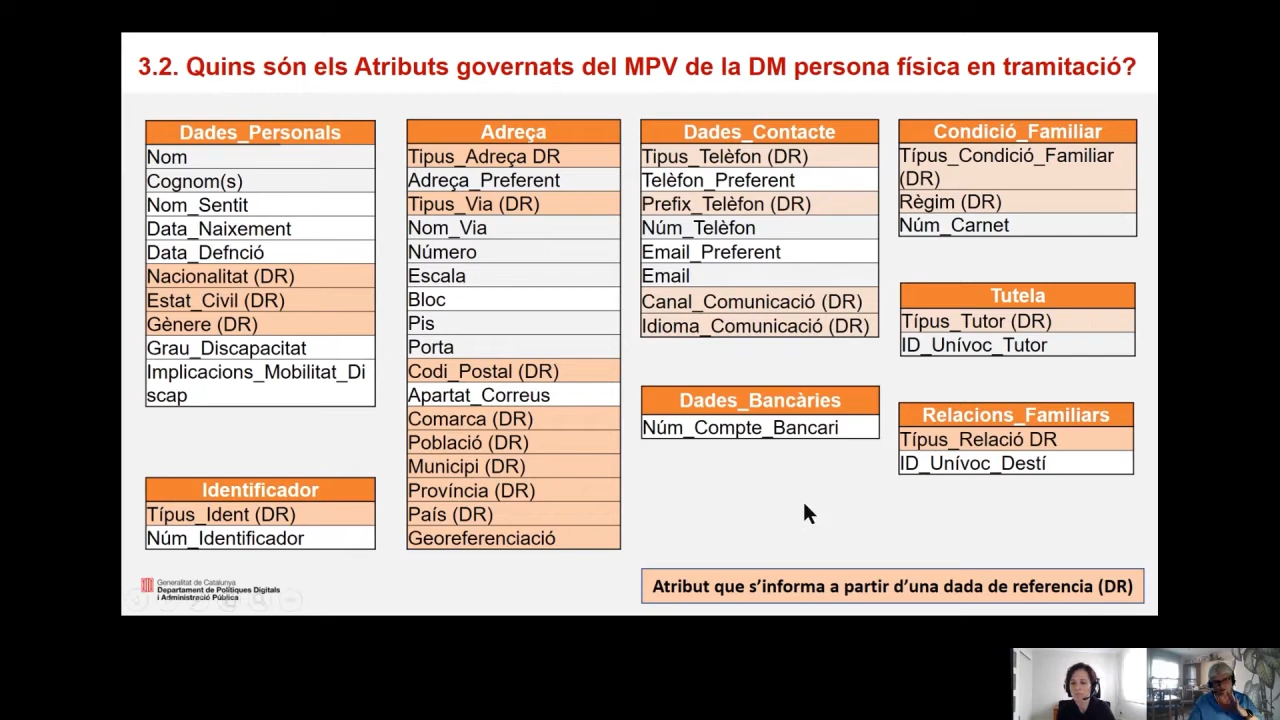 3.2. Quins són els Atributs governats del MPV de la DM persona física en tramitació?
Dades_Personals
Nom
Cognom(s)
Nom_Sentit
Data_Naixement
Data_Defnció
Nacionalitat (DR)
Estat_Civil (DR)
Gènere (DR)
Grau_Discapacitat
Implicacions_Mobilitat_Di
scap
Identificador
Típus_Ident (DR)
Núm_Identificador
Adreça
Tipus_Adreça DR
Adreça_Preferent
Tipus_Via (DR)
Nom_Via
Número
Escala
Bloc
Pis
Porta
Codi_Postal (DR)
Apartat_Correus
Comarca (DR)
Població (DR)
Municipi (DR)
Província (DR)
País (DR)
Georeferenciació
Dades_Contacte
Tipus_Telèfon (DR)
Telèfon_Preferent
Prefix_Telèfon (DR)
Núm_Telèfon
Email_Preferent
Email
Canal_Comunicació (DR)
Idioma_Comunicació (DR)
Dades_Bancàries
Núm_Compte_Bancari
Condició_Familiar
Típus_Condició_Familiar
(DR)
Règim (DR)
Núm_Carnet
Tutela
Típus_Tutor (DR)
ID_Unívoc_Tutor
Relacions_Familiars
Típus_Relació DR
ID_Unívoc_Destí
Atribut que s'informa a partir d'una dada de referencia (DR)
Generalitat de Catalunya
Departament de Polítiques Digitals
i Administració Pública